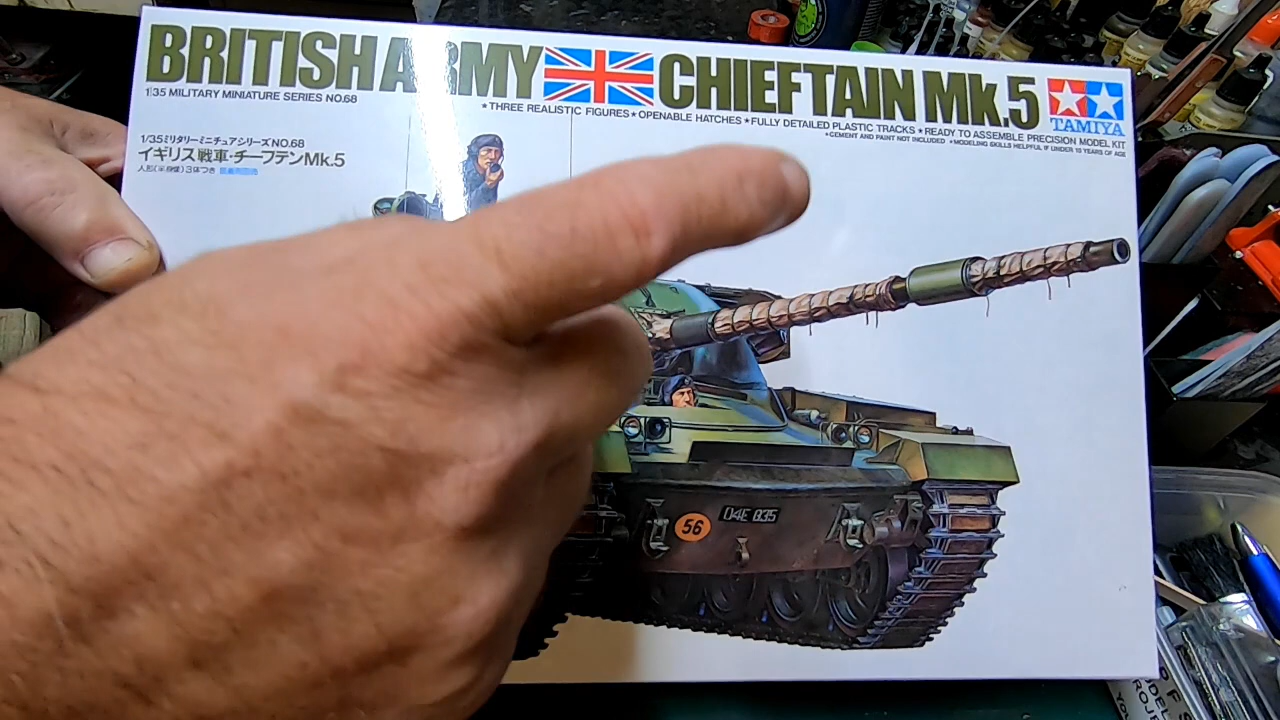 BRITISH ARMY CHIEFTAIN Mk.5
1/35 MILITARY MINIATURE SERIES NO.68
★THREE REALISTIC FIGURES★OPENABLE HATCHES★FULLY DETAILED PLASTIC TRACKS★READY TO ASSEMBLE PRECISION MODEL KIT
★CEMENT AND PAINT NOT INCLUDED ★MODELING SKILLS HELPFUL IF UNDER 10 YEARS OF AGE
TAMIYA
1/35ミリタリーミニチュアシリーズNO.68
イギリス戦車・チーフテンMk.5
56
04E B35